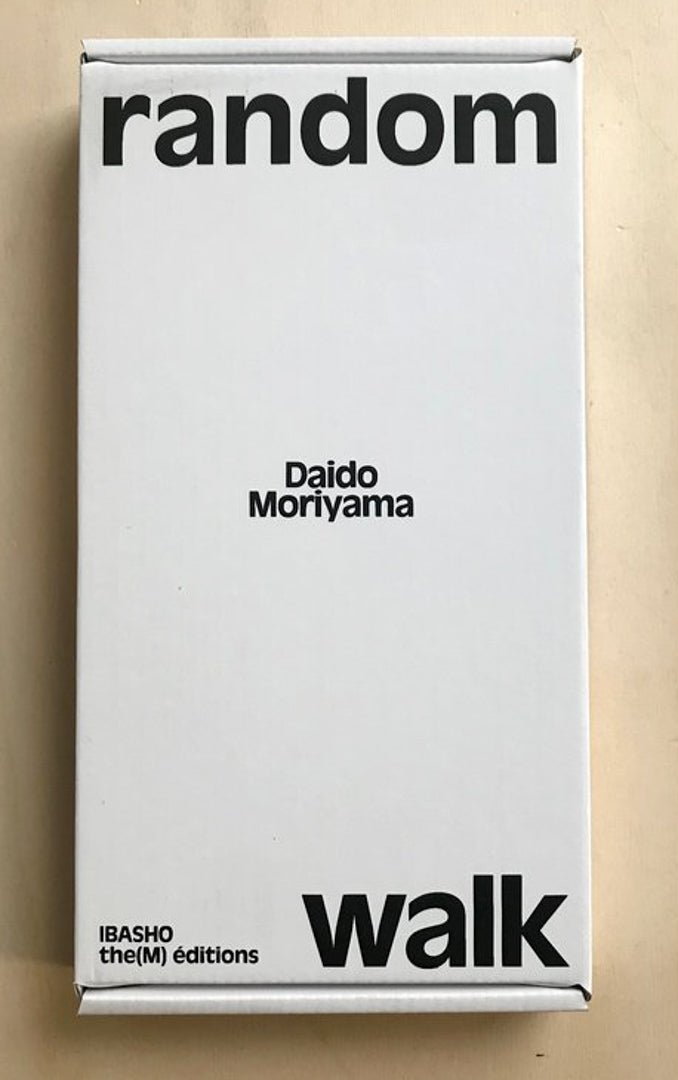 random
Daido
Moriyama
IBASHO
the(M) éditions
walk